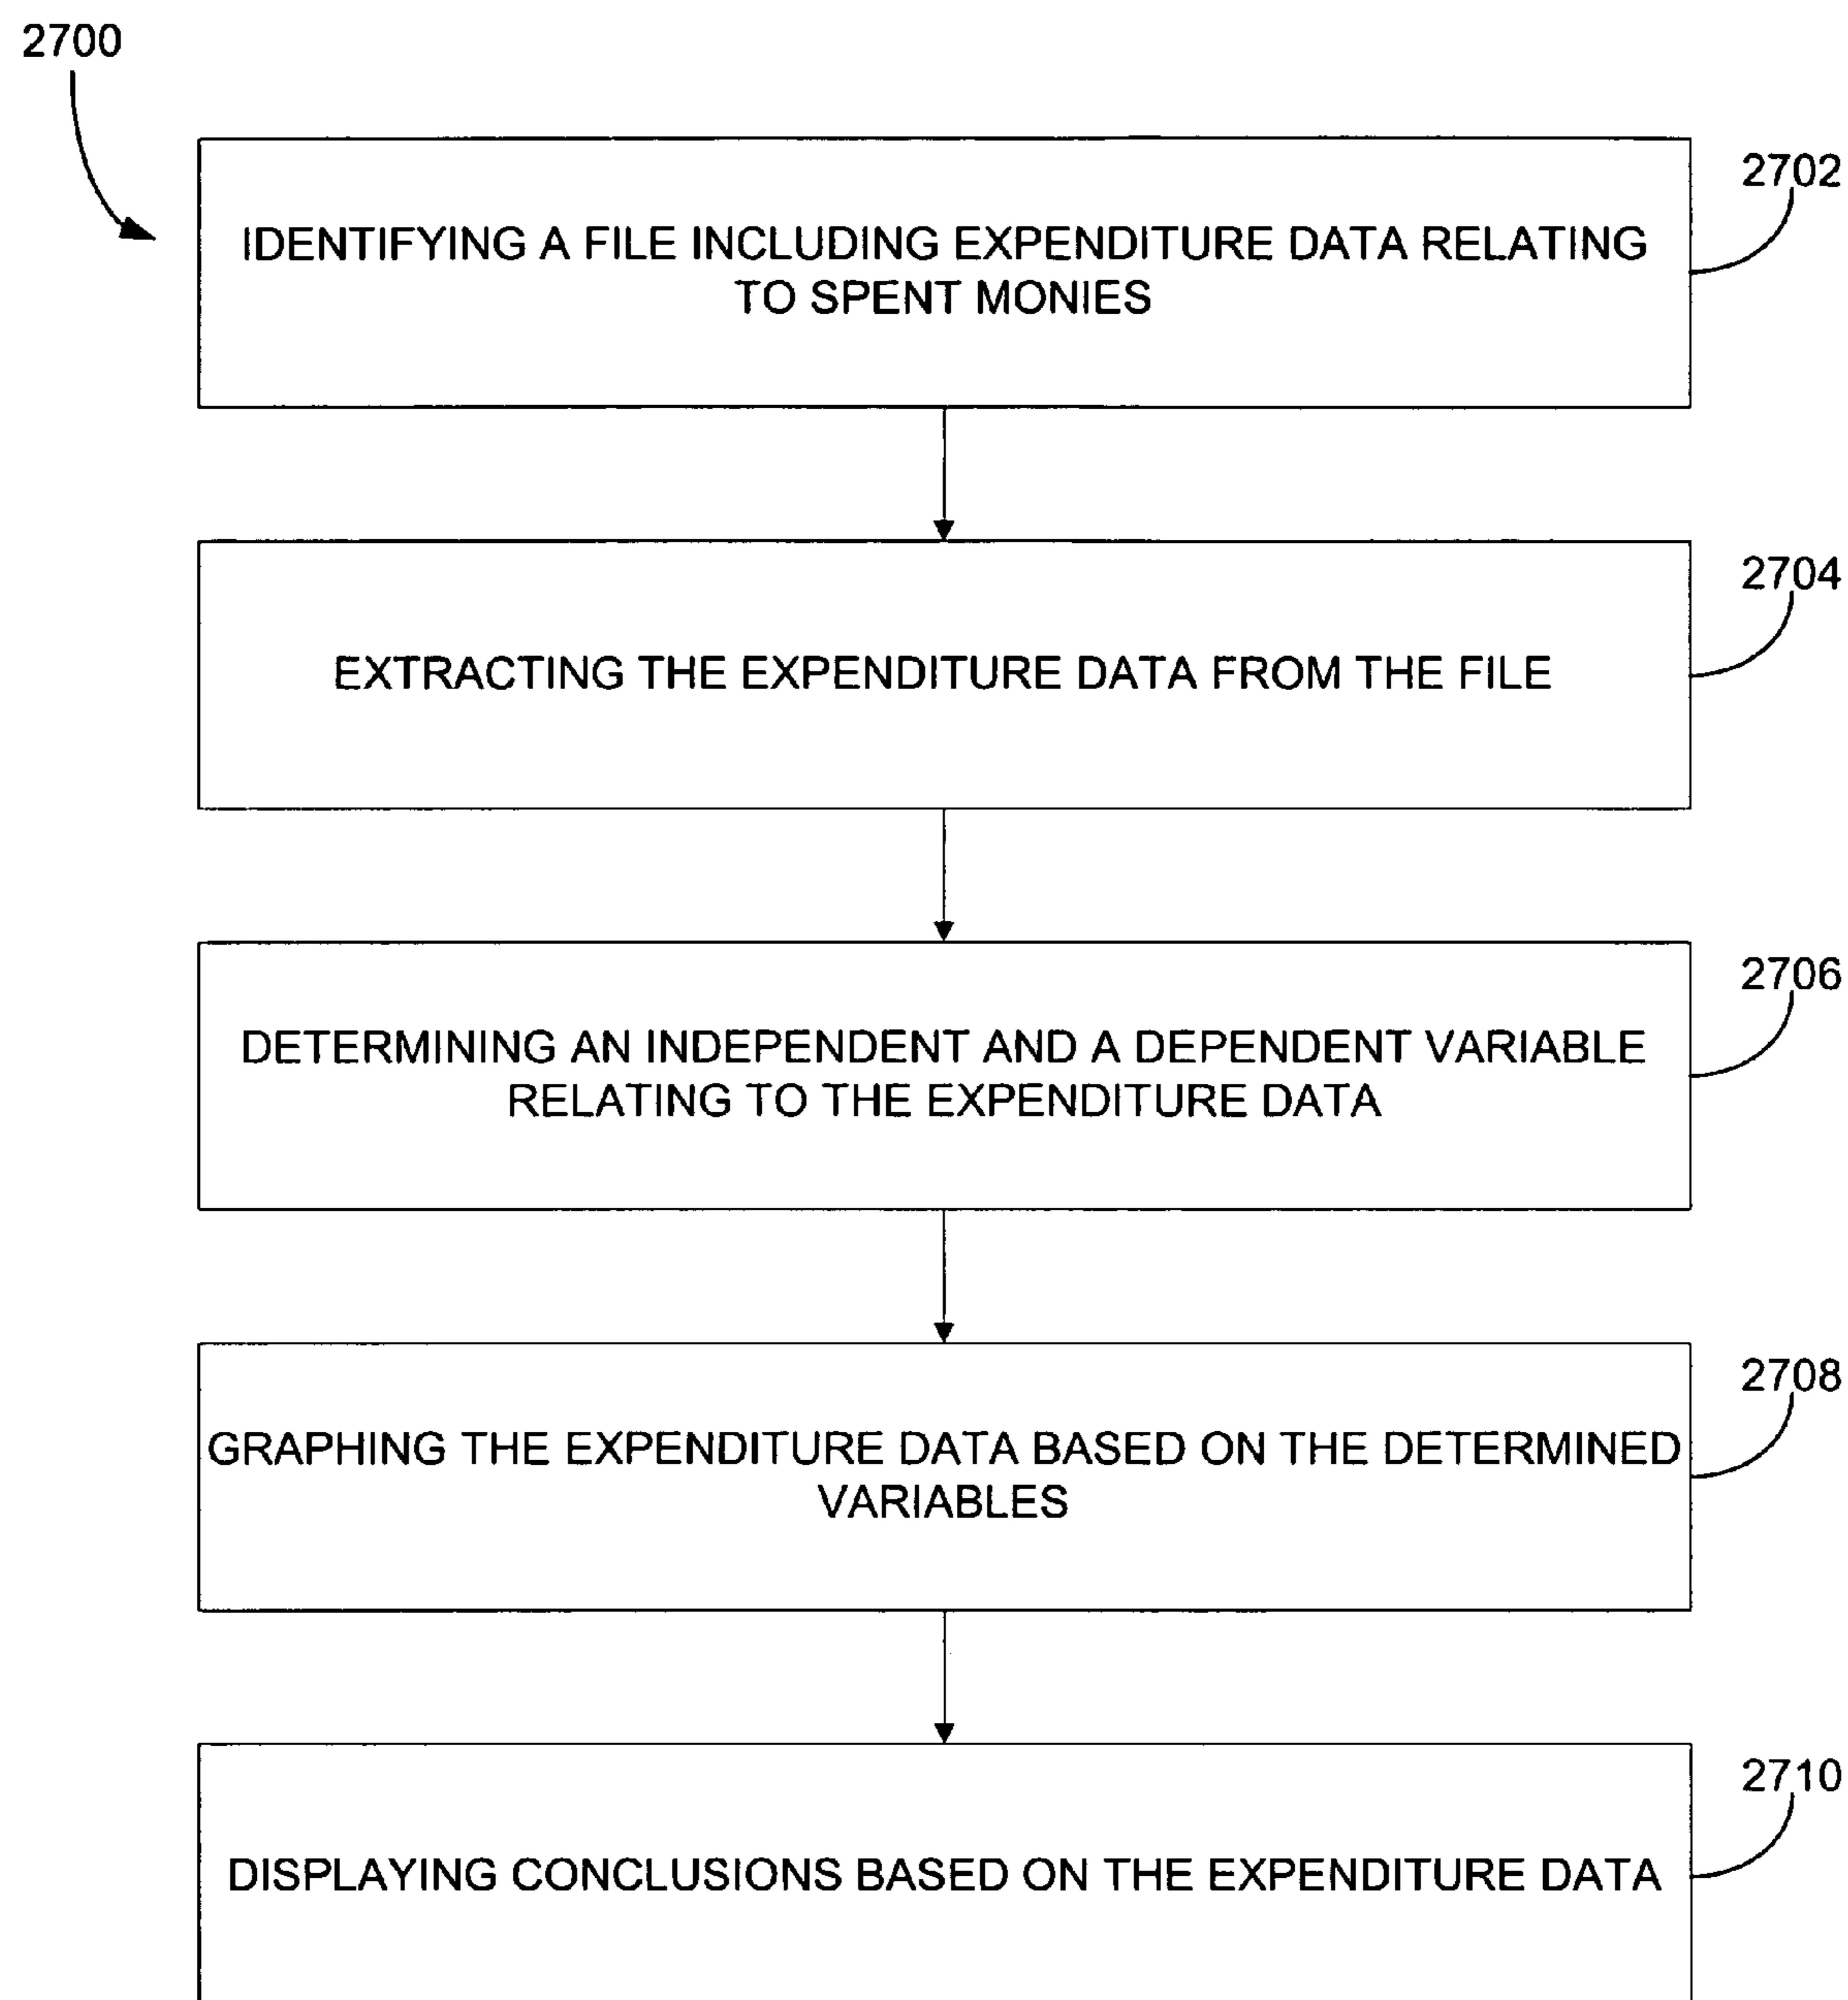 2700
2702
IDENTIFYING A FILE INCLUDING EXPENDITURE DATA RELATING
TO SPENT MONIES
2704
EXTRACTING THE EXPENDITURE DATA FROM THE FILE
2706
DETERMINING AN INDEPENDENT AND A DEPENDENT VARIABLE
RELATING TO THE EXPENDITURE DATA
2708
GRAPHING THE EXPENDITURE DATA BASED ON THE DETERMINED
VARIABLES
2710
DISPLAYING CONCLUSIONS BASED ON THE EXPENDITURE DATA